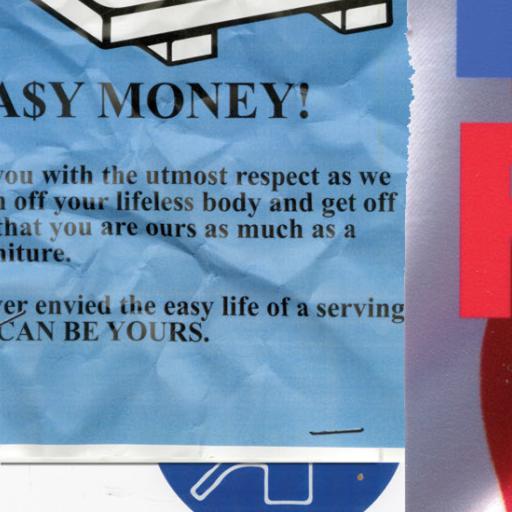 A$Y MONEY!
you with the utmost respect as we
off your lifeless body and get off
that you are ours as much as a
niture.
ver envied the easy life of a serving
CAN BE YOURS.